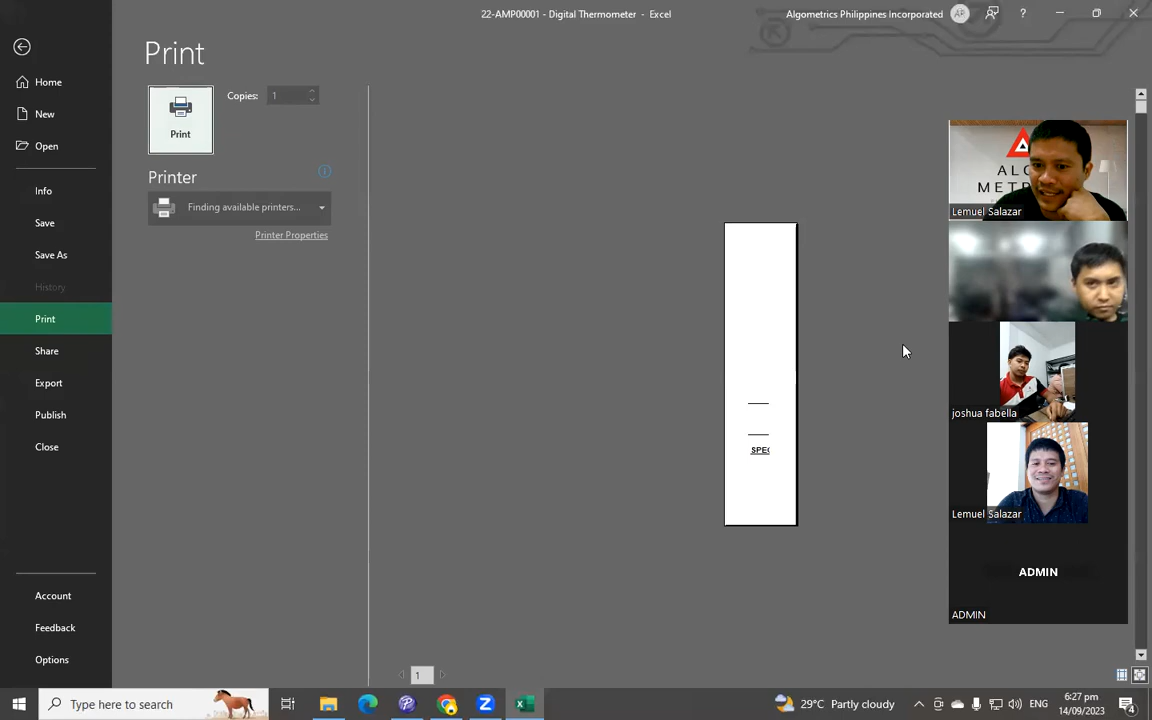 22-AMP00001 - Digital Thermometer - Excel
Algometrics Philippines Incorporated
AP
?
Print
Home
New
Open
Info
Save
Save As
History
Print
Share
Export
Publish
Close
Account
Feedback
Options
Print
Copies: 1
Printer
Finding available printers...
Printer Properties
SPEC
1
ALG
METR
Lemuel Salazar
joshua fabella
Lemuel Salazar
ADMIN
ADMIN
Type here to search
29°C Partly cloudy
ENG
6:27 pm
14/09/2023
4